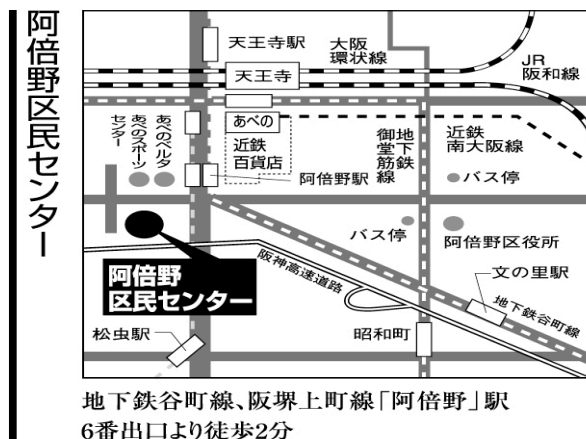 阿倍野区民センター
天王寺駅
大阪
環状線
JR
阪和線
天王寺
あべの
近鉄
百貨店
あべのベルタ
あべのスポーツ
センター
阿倍野駅
地下鉄
御堂筋線
近鉄
南大阪線
バス停
バス停
阿倍野区役所
阿倍野
区民センター
阪神高速道路
文の里駅
地下鉄谷町線
松虫駅
昭和町
地下鉄谷町線、阪堺上町線「阿倍野」駅
6番出口より徒歩2分